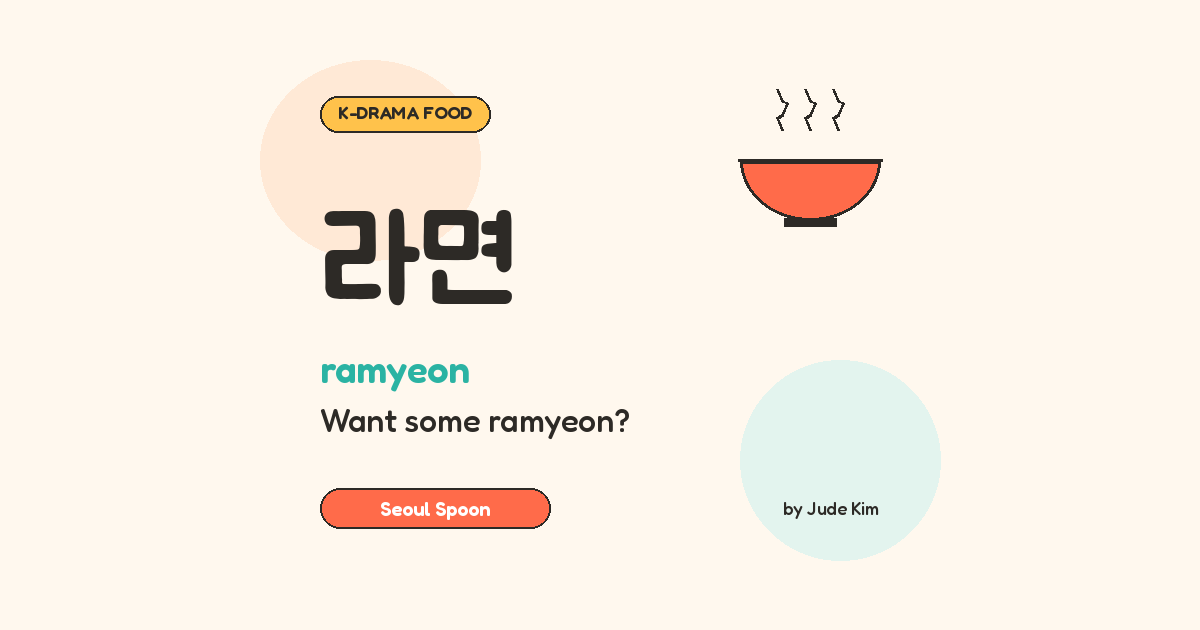 K-DRAMA FOOD
라면
ramyeon
Want some ramyeon?
Seoul Spoon
by Jude Kim